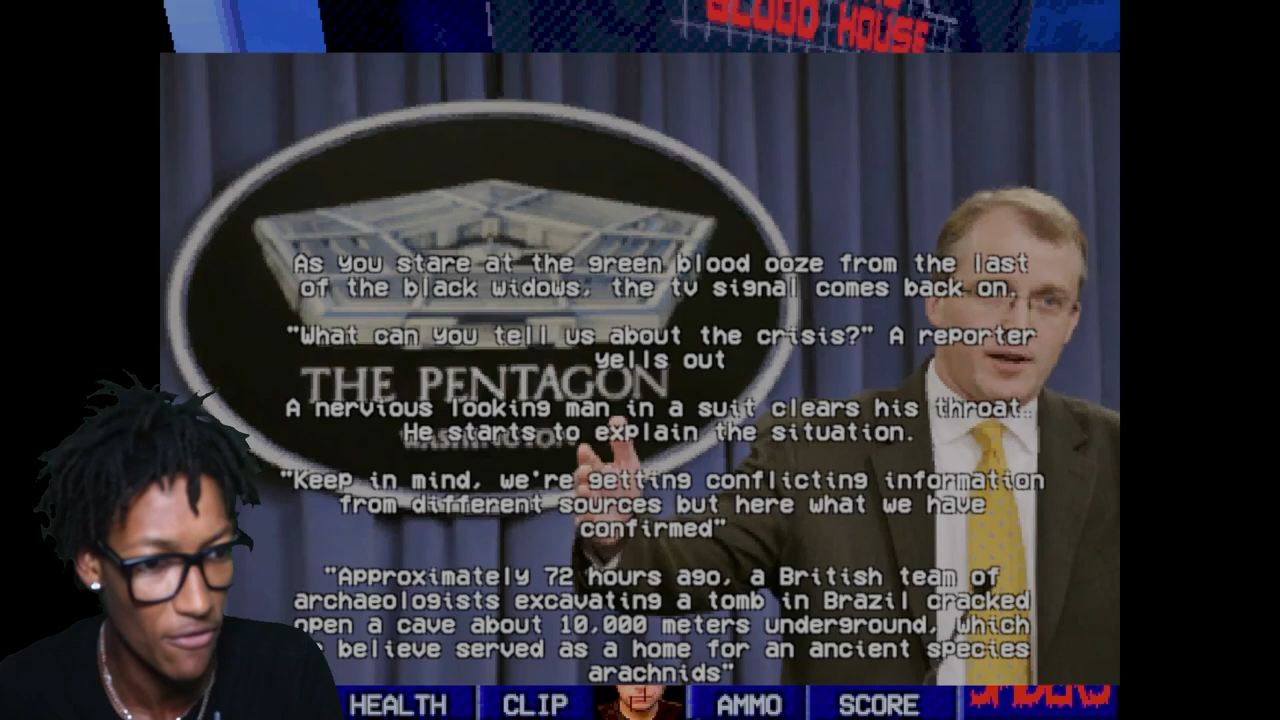 BLOOD HOUSE
As you stare at the green blood ooze from the last
of the black widows, the tv signal comes back on.
"What can you tell us about the crisis?" A reporter
yells out
THE PENTAGON
A nervious looking man in a suit clears his throat.
He starts to explain the situation.
WASHINGTON
"Keep in mind, we're getting conflicting information
from different sources but here what we have
confirmed"
"Approximately 72 hours ago, a British team of
archaeologists excavating a tomb in Brazil cracked
open a cave about 10,000 meters underground, which
believe served as a home for an ancient species
arachnids"
HEALTH CLIP AMMO SCORE